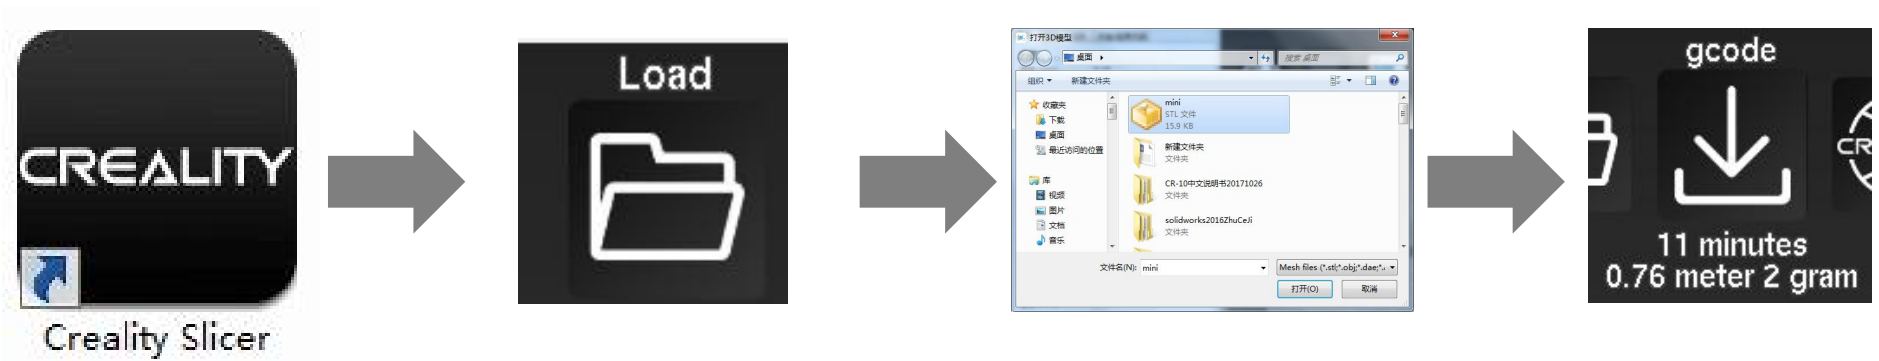 CREALITY
Creality Slicer
Load
打开3D模型
桌面
搜索 桌面
组织
新建文件夹
收藏夹
下载
桌面
最近访问的位置
库
视频
图片
文档
音乐
mini
STL 文件
15.9 KB
新建文件夹
文件夹
CR-10中文说明书20171026
文件夹
solidworks2016ZhuCeJi
文件夹
文件名(N): mini
Mesh files (*.stl;*.obj;*.dae;*.
打开(O)
取消
gcode
CR
11 minutes
0.76 meter 2 gram